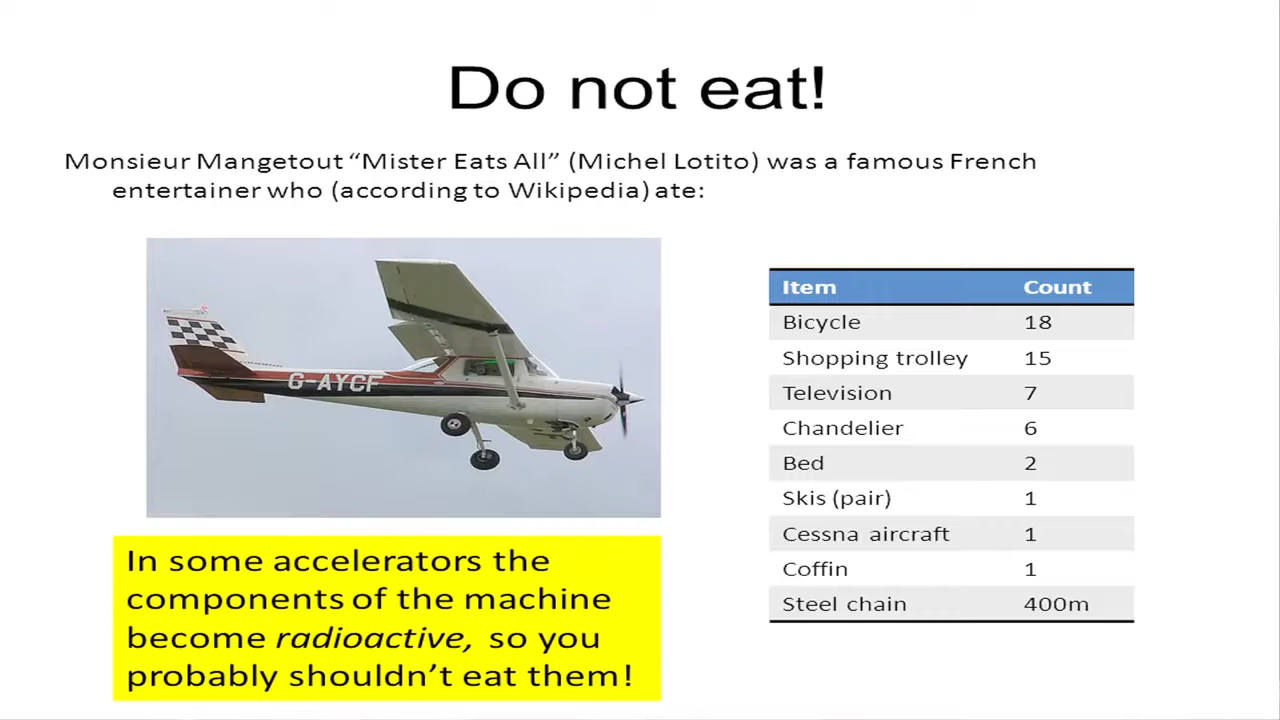 Do not eat!
Monsieur Mangetout “Mister Eats All” (Michel Lotito) was a famous French
entertainer who (according to Wikipedia) ate:
G-AYCF
Item Count
Bicycle 18
Shopping trolley 15
Television 7
Chandelier 6
Bed 2
Skis (pair) 1
Cessna aircraft 1
Coffin 1
Steel chain 400m
In some accelerators the
components of the machine
become radioactive, so you
probably shouldn’t eat them!